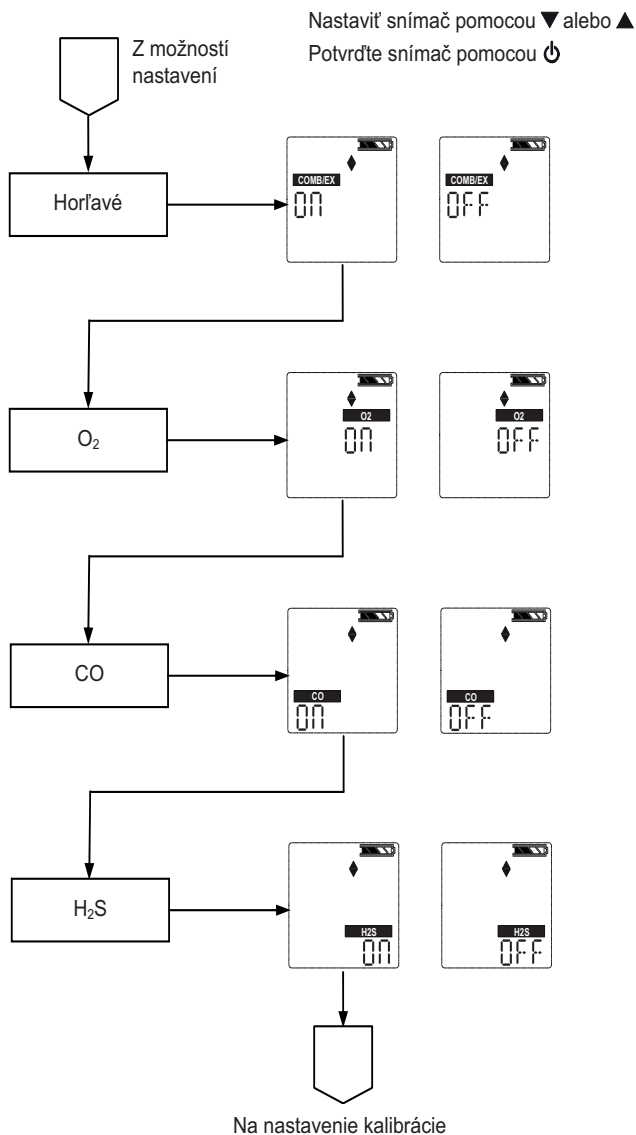 Nastaviť snímač pomocou ▼ alebo ▲
Potvrďte snímač pomocou ⏻
Z možností
nastavení
Horľavé
COMB/EX
ON
COMB/EX
OFF
O₂
O2
ON
O2
OFF
CO
CO
ON
CO
OFF
H₂S
H2S
ON
H2S
OFF
Na nastavenie kalibrácie